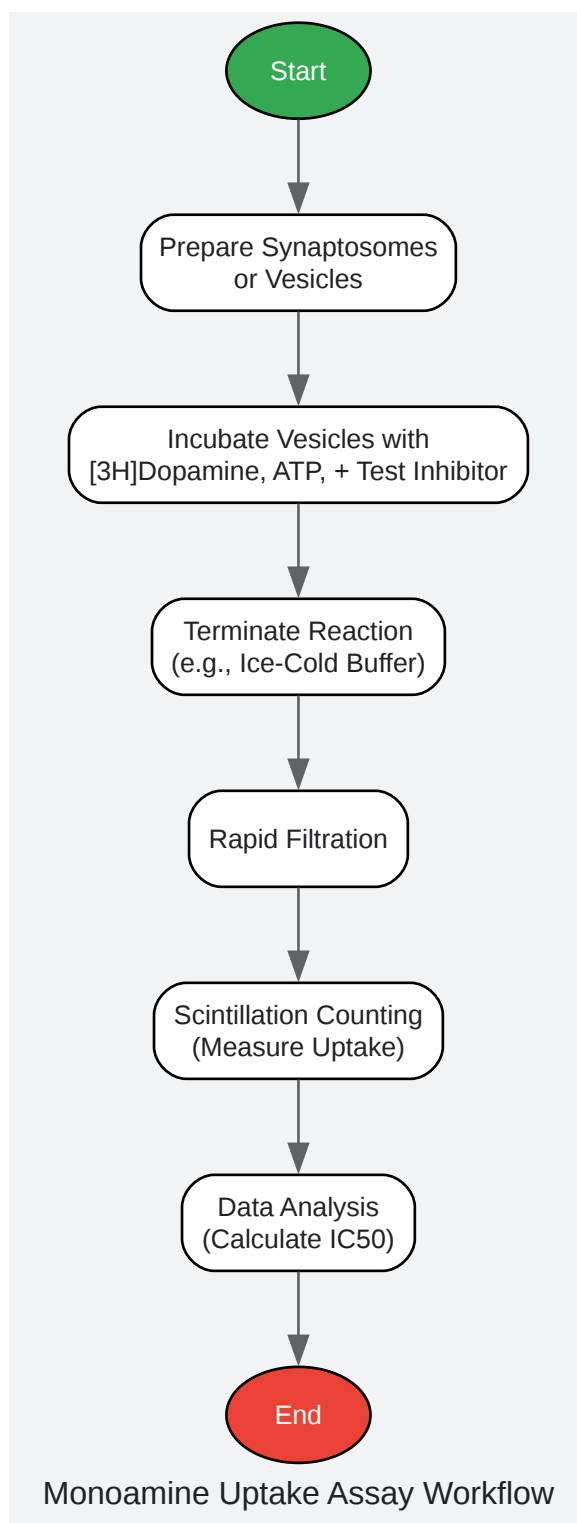 Start
Prepare Synaptosomes
or Vesicles
Incubate Vesicles with
[3H]Dopamine, ATP, + Test Inhibitor
Terminate Reaction
(e.g., Ice-Cold Buffer)
Rapid Filtration
Scintillation Counting
(Measure Uptake)
Data Analysis
(Calculate IC50)
End
Monoamine Uptake Assay Workflow